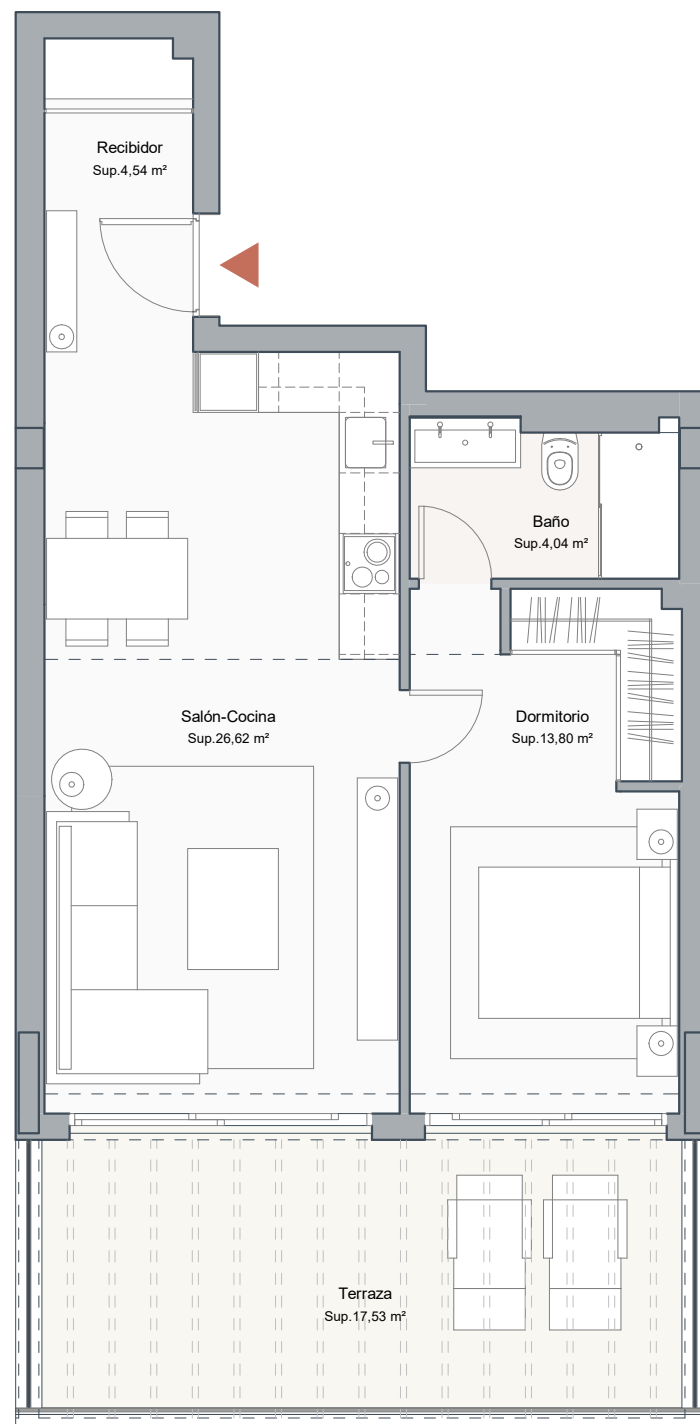 Recibidor
Sup.4,54 m²
Baño
Sup.4,04 m²
Salón-Cocina
Sup.26,62 m²
Dormitorio
Sup.13,80 m²
Terraza
Sup.17,53 m²